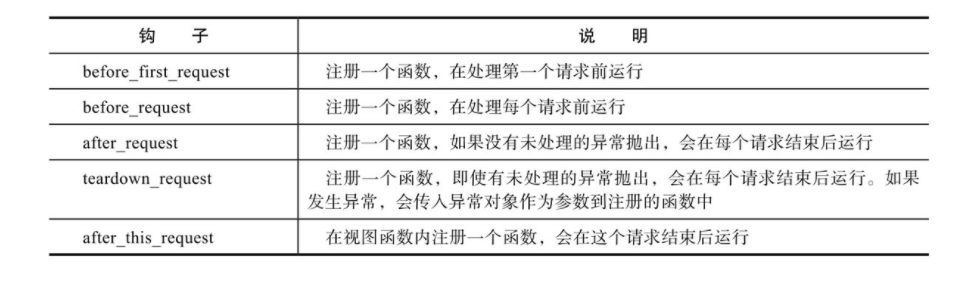 钩 子 说 明
before_first_request 注册一个函数，在处理第一个请求前运行
before_request 注册一个函数，在处理每个请求前运行
after_request 注册一个函数，如果没有未处理的异常抛出，会在每个请求结束后运行
teardown_request 注册一个函数，即使有未处理的异常抛出，会在每个请求结束后运行。如果
发生异常，会传入异常对象作为参数到注册的函数中
after_this_request 在视图函数内注册一个函数，会在这个请求结束后运行